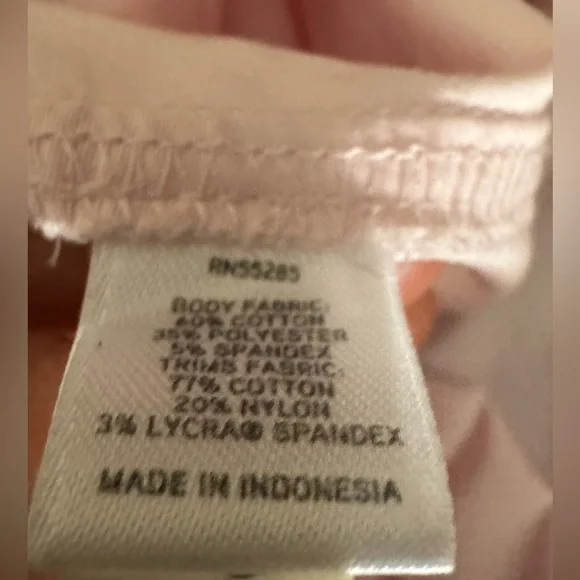 RN55285
BODY FABRIC:
60% COTTON
35% POLYESTER
5% SPANDEX
TRIMS FABRIC:
77% COTTON
20% NYLON
3% LYCRA® SPANDEX
MADE IN INDONESIA